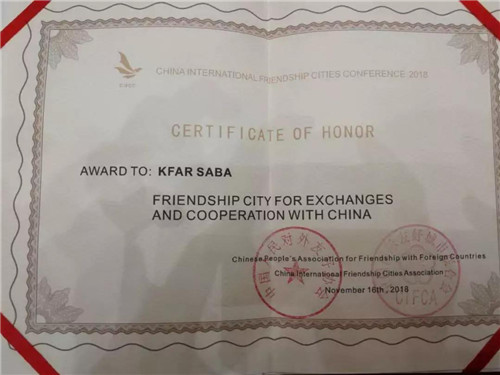 CHINA INTERNATIONAL FRIENDSHIP CITIES CONFERENCE, 2018
CERTIFICATE OF HONOR
AWARD TO: KFAR SABA
FRIENDSHIP CITY FOR EXCHANGES
AND COOPERATION WITH CHINA
Chinese People's Association for Friendship with Foreign Countries
China International Friendship Cities Association
November 16th, 2018
CIFCA